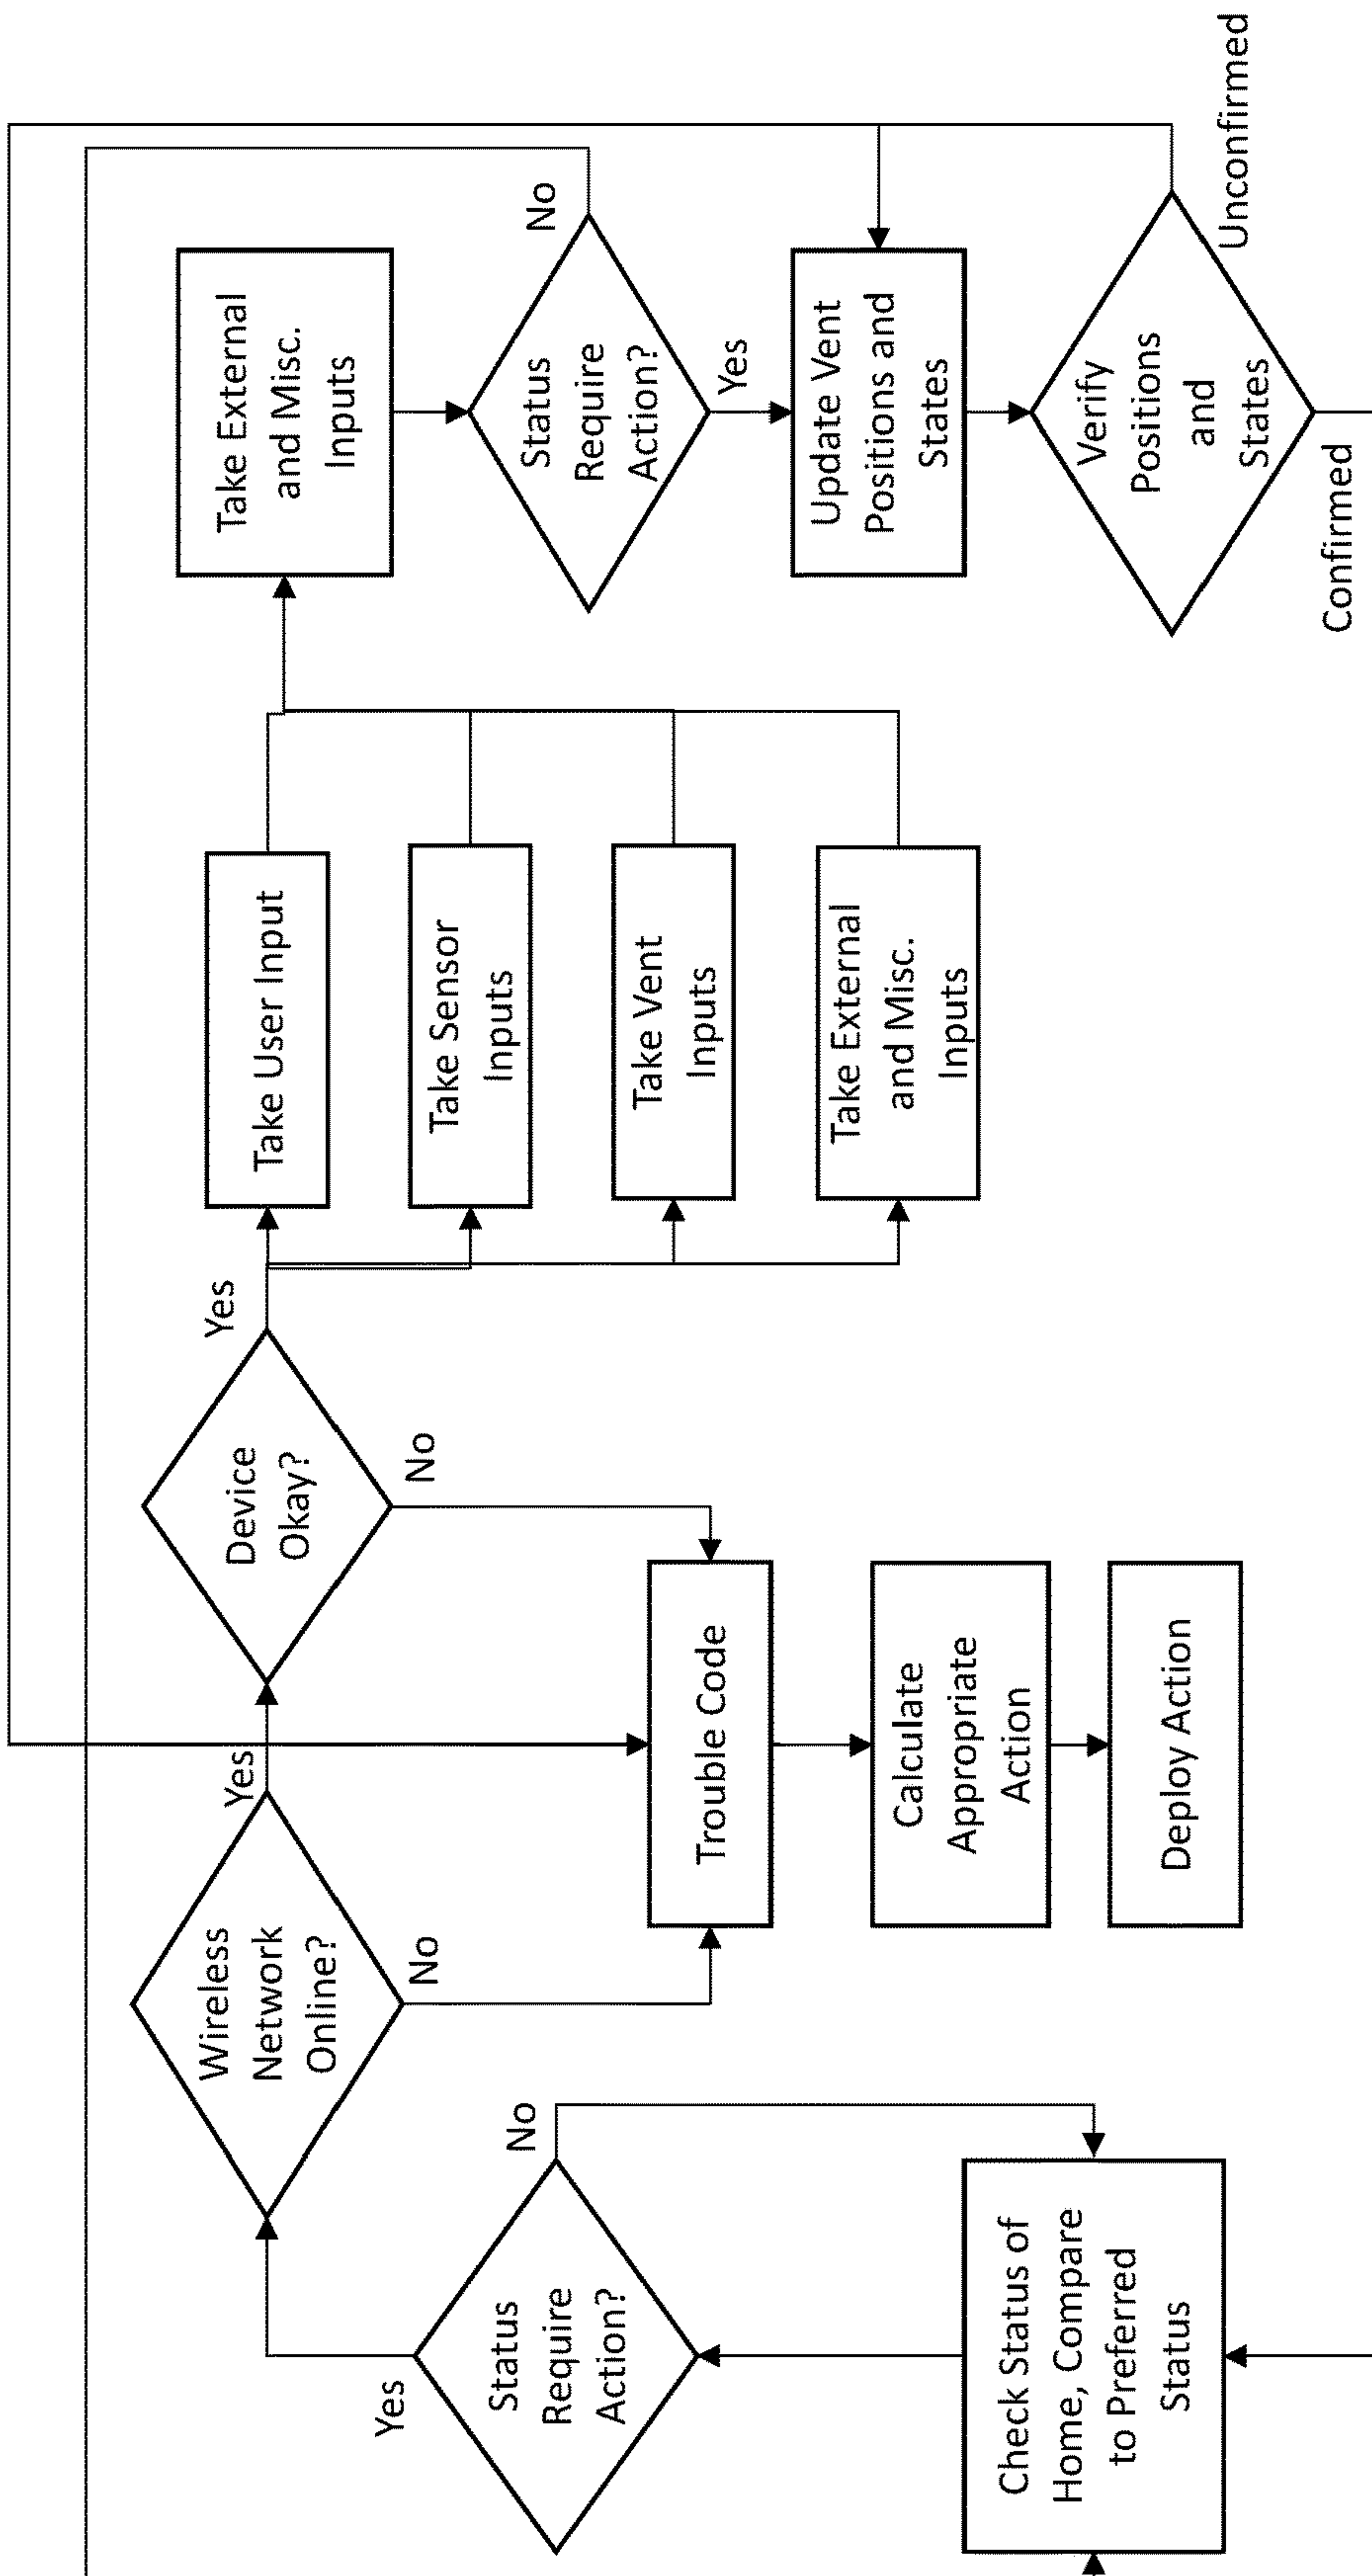 Check Status of
Home, Compare
to Preferred
Status
Status
Require
Action?
Yes
No
Wireless
Network
Online?
Yes
No
Device
Okay?
Yes
No
Trouble Code
Calculate
Appropriate
Action
Deploy Action
Take User Input
Take Sensor
Inputs
Take Vent
Inputs
Take External
and Misc.
Inputs
Take External
and Misc.
Inputs
Status
Require
Action?
No
Yes
Update Vent
Positions and
States
Verify
Positions
and
States
Unconfirmed
Confirmed